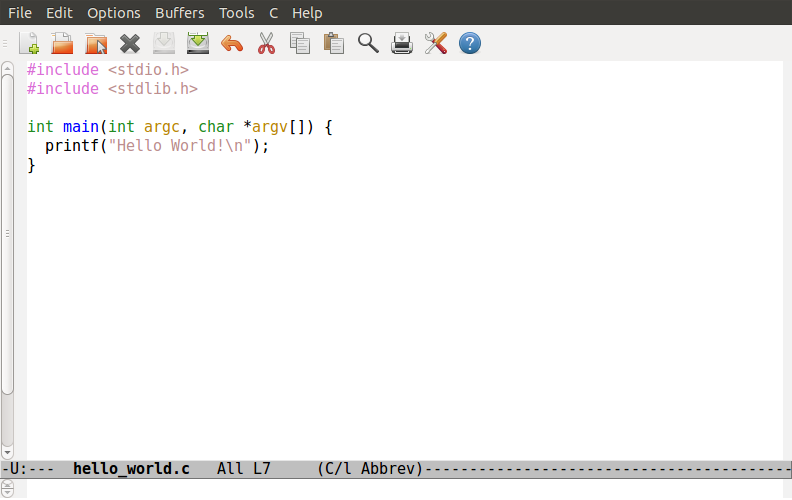 File Edit Options Buffers Tools C Help
#include <stdio.h>
#include <stdlib.h>
int main(int argc, char *argv[]) {
  printf("Hello World!\n");
}
-U:--- hello_world.c All L7 (C/l Abbrev)-----------------------------------------